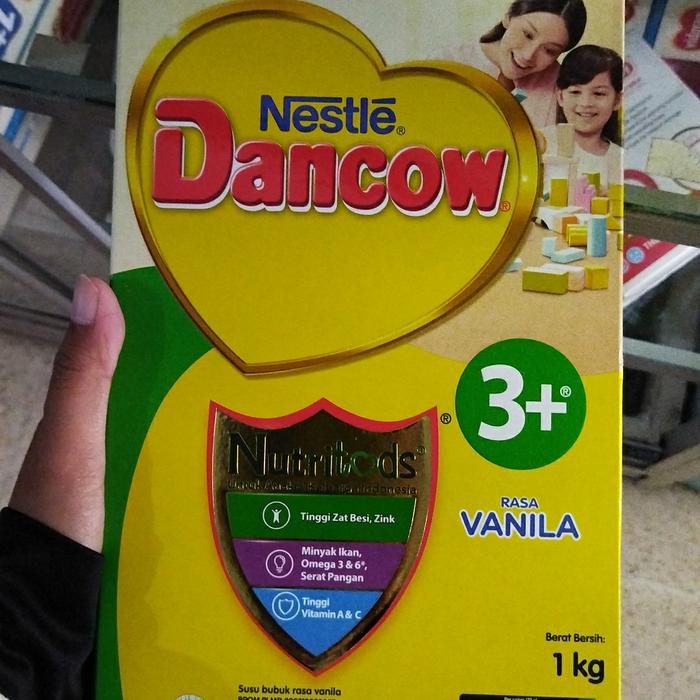 Nestlé®
Dancow®
3+®
Nutritods®
Tinggi Zat Besi, Zink
Minyak Ikan,
Omega 3 & 6*,
Serat Pangan
Tinggi
Vitamin A & C
RASA
VANILA
Berat Bersih:
1 kg
Susu bubuk rasa vanila